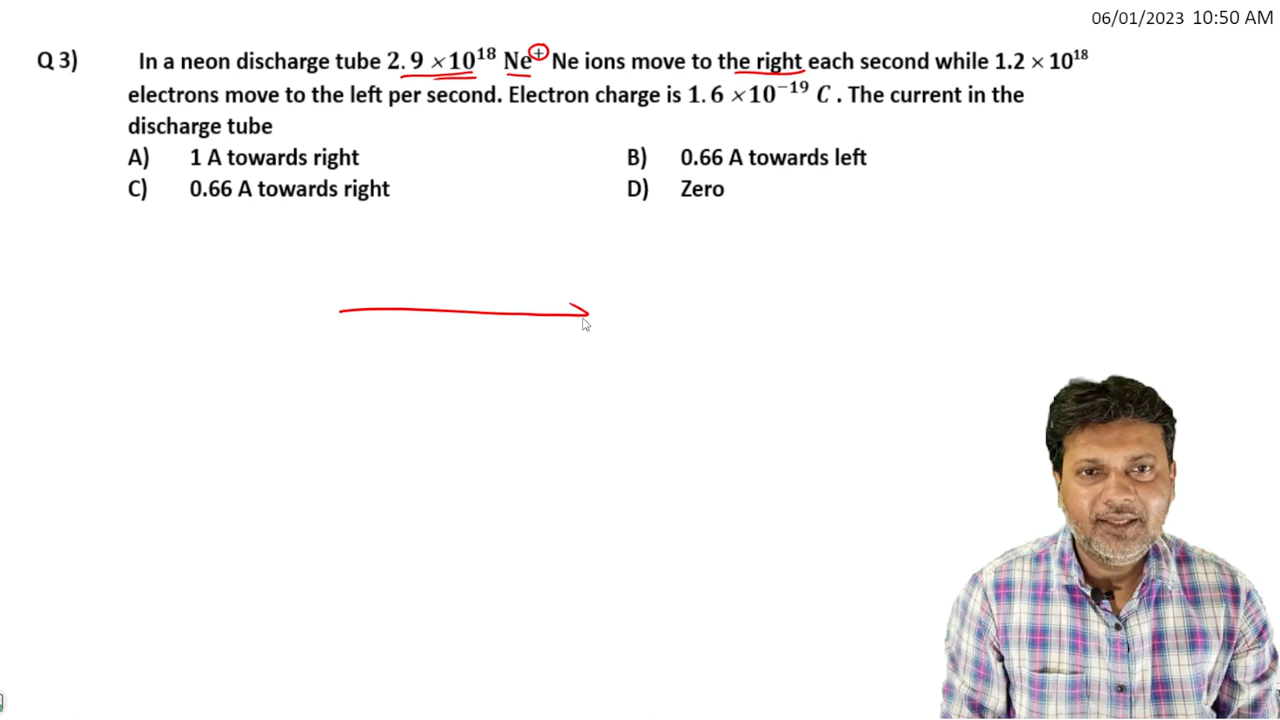 06/01/2023 10:50 AM
Q 3) In a neon discharge tube 2.9 ×10¹⁸ Ne⁺ Ne ions move to the right each second while 1.2 × 10¹⁸
electrons move to the left per second. Electron charge is 1.6 ×10⁻¹⁹ C . The current in the
discharge tube
A) 1 A towards right B) 0.66 A towards left
C) 0.66 A towards right D) Zero